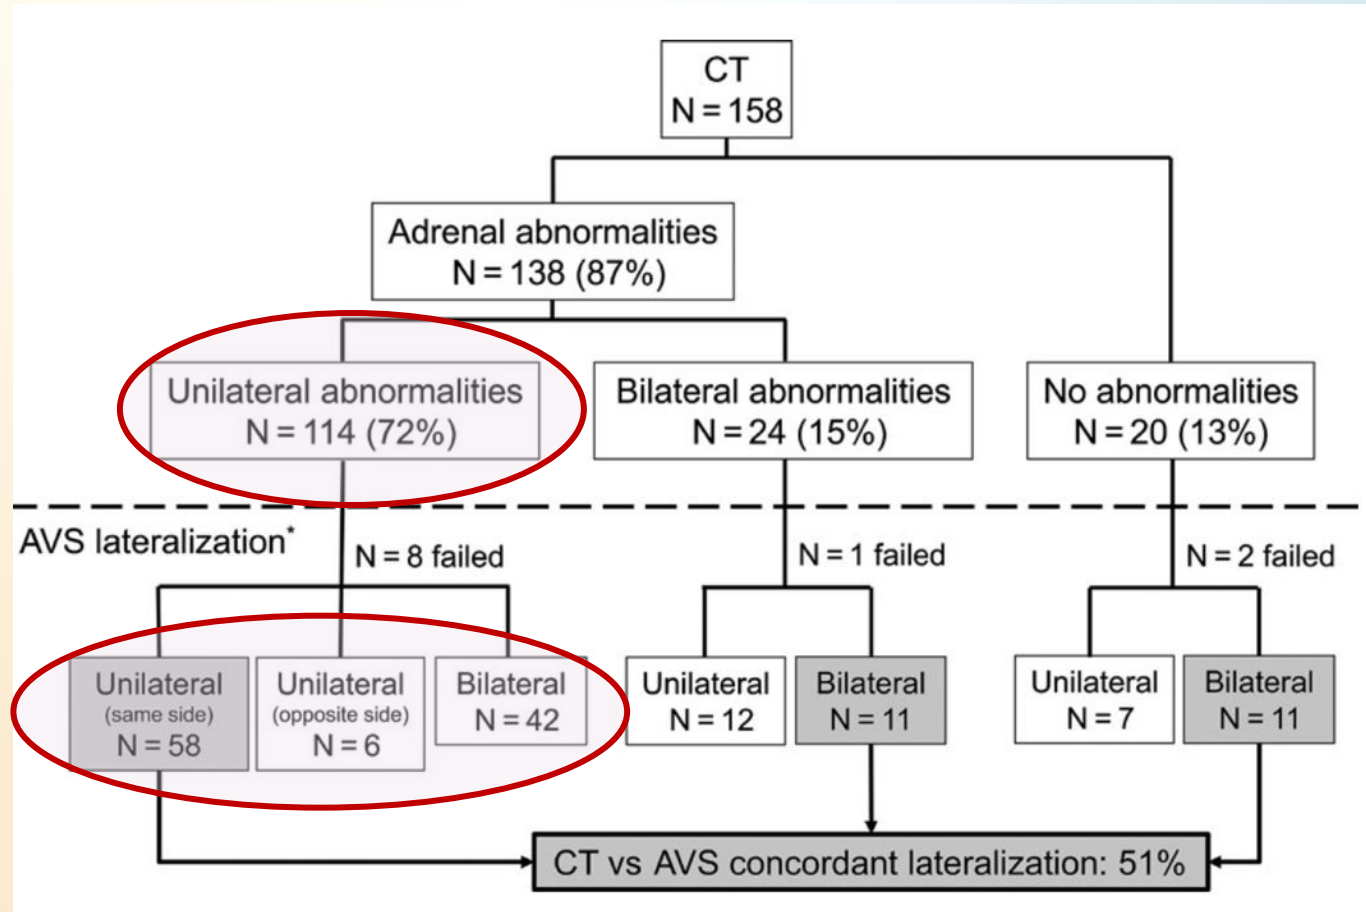 CT
N = 158
Adrenal abnormalities
N = 138 (87%)
Unilateral abnormalities
N = 114 (72%)
Bilateral abnormalities
N = 24 (15%)
No abnormalities
N = 20 (13%)
AVS lateralization*
N = 8 failed
N = 1 failed
N = 2 failed
Unilateral
(same side)
N = 58
Unilateral
(opposite side)
N = 6
Bilateral
N = 42
Unilateral
N = 12
Bilateral
N = 11
Unilateral
N = 7
Bilateral
N = 11
CT vs AVS concordant lateralization: 51%